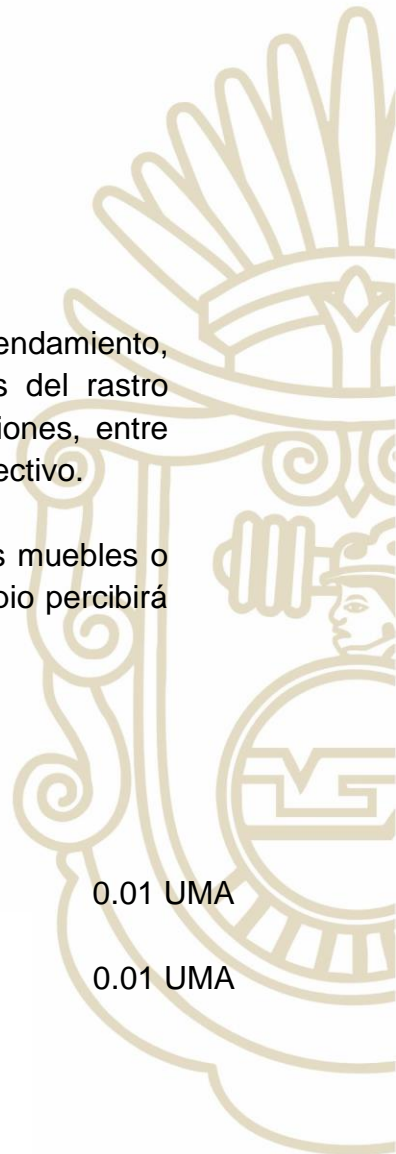 endamiento,
s del rastro
iones, entre
ectivo.
s muebles o
pio percibirá
0.01 UMA
0.01 UMA